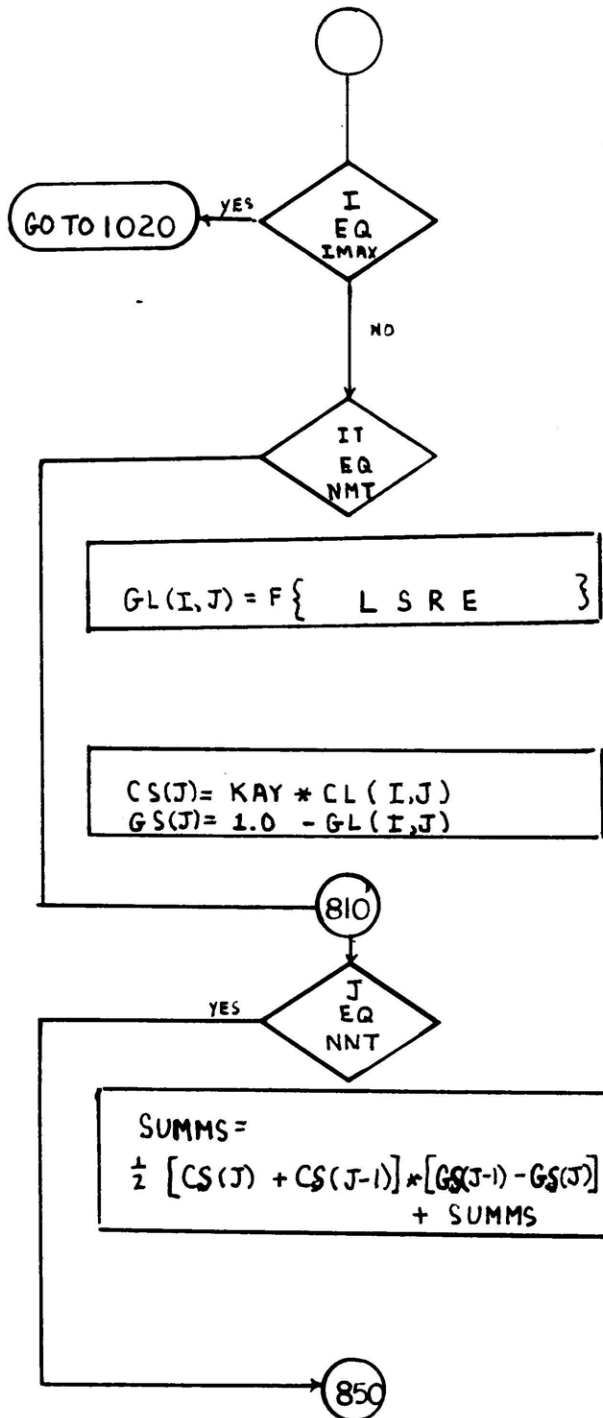 I
EQ
IMAX
YES
GO TO 1020
NO
IT
EQ
NMT
GL(I,J) = F{ L S R E }
CS(J)= KAY * CL(I,J)
GS(J)= 1.0 - GL(I,J)
810
J
EQ
NNT
YES
SUMMS=
1/2 [CS(J) + CS(J-1)]*[GS(J-1) - GS(J)]
+ SUMMS
850